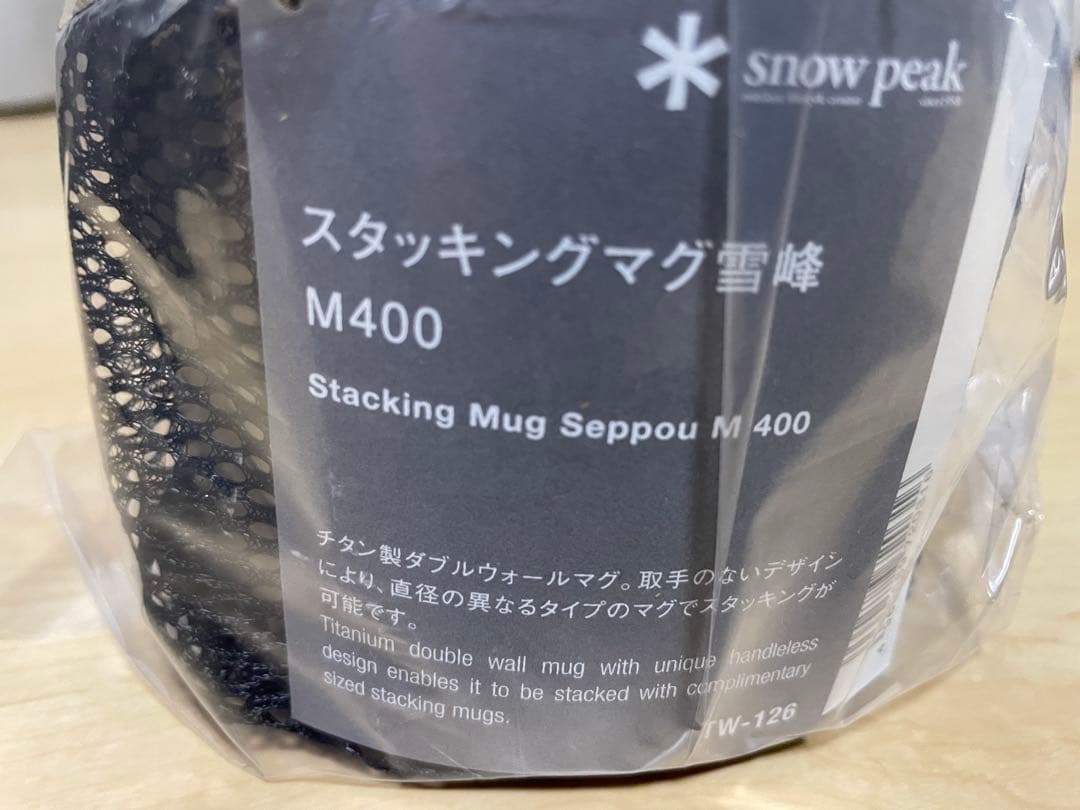 snow peak
スタッキングマグ雪峰
M400
Stacking Mug Seppou M 400
チタン製ダブルウォールマグ。取手のないデザイン
により、直径の異なるタイプのマグでスタッキングが
可能です。
Titanium double wall mug with unique handleless
design enables it to be stacked with complimentary
sized stacking mugs.
TW-126